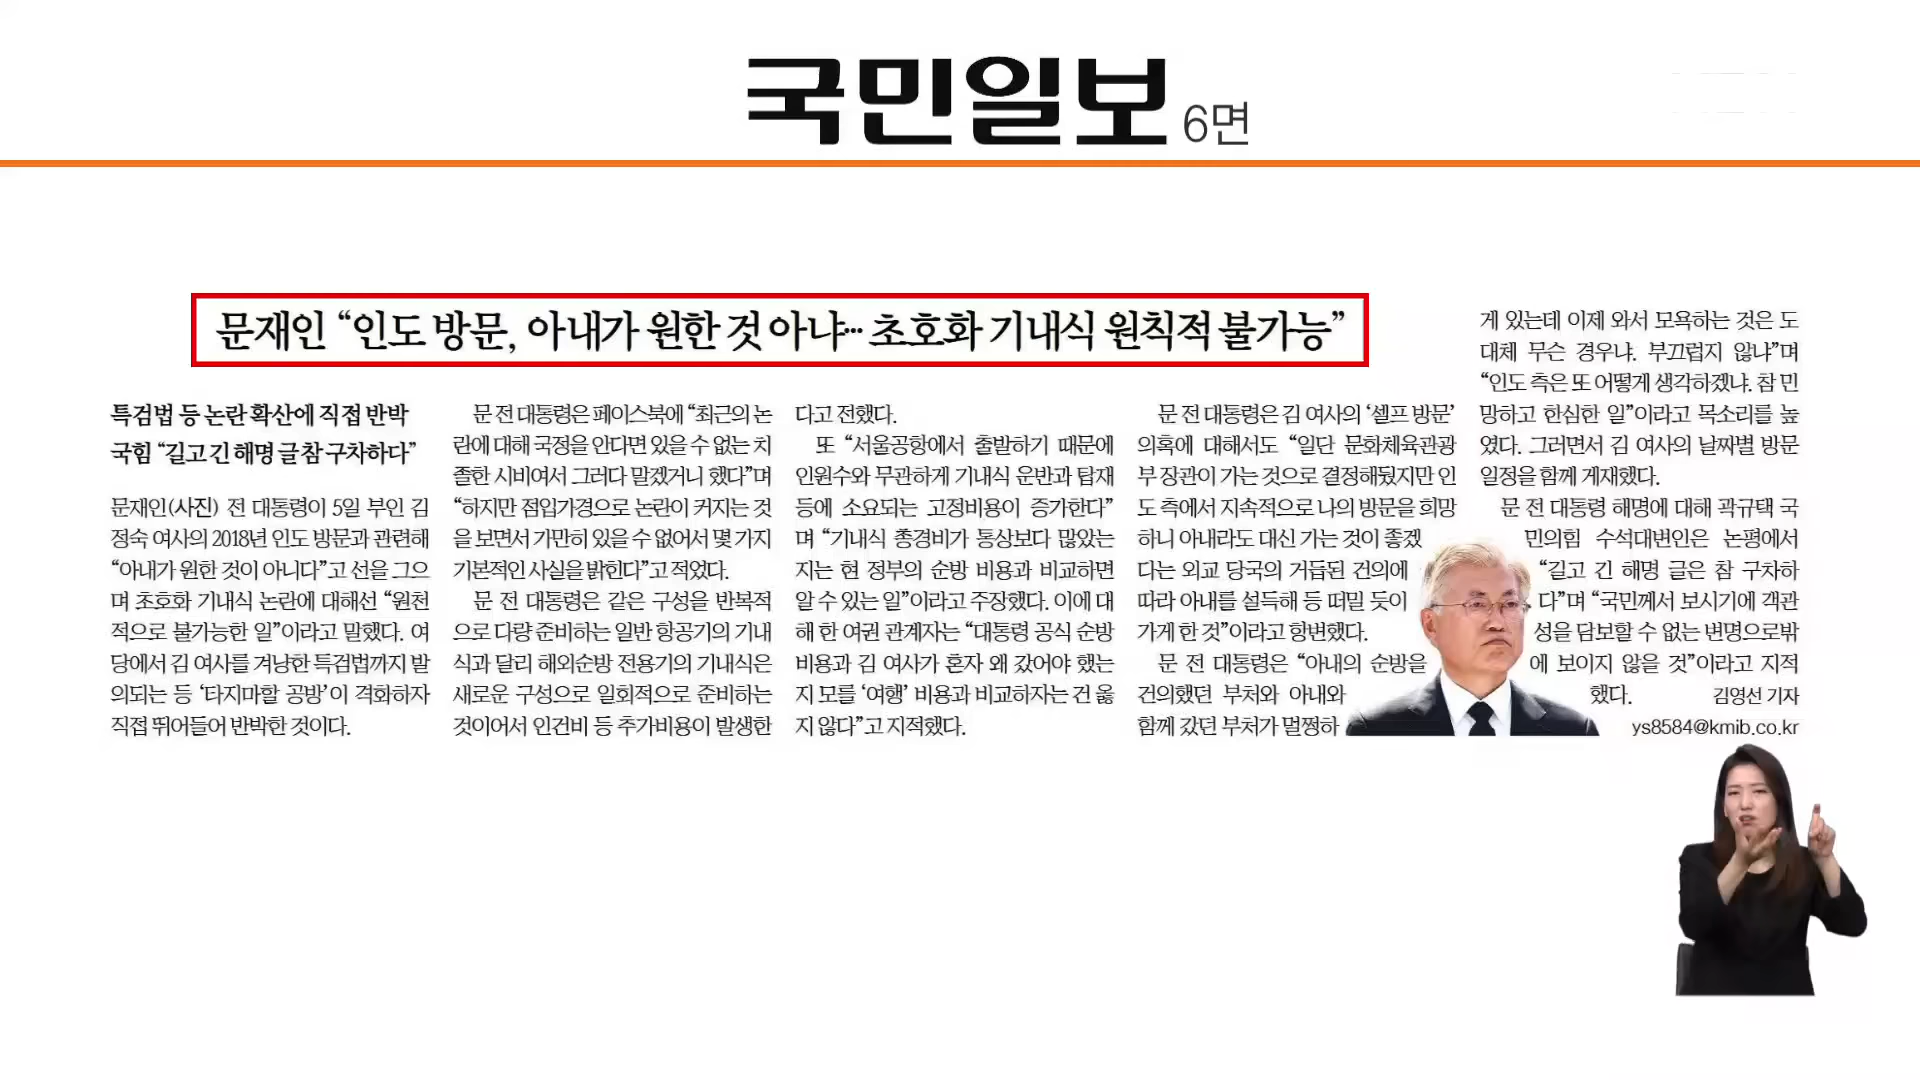 국민일보 6면
문재인 “인도 방문, 아내가 원한 것 아냐… 초호화 기내식 원칙적 불가능”
특검법 등 논란 확산에 직접 반박
국힘 “길고 긴 해명 글 참 구차하다”
문재인(사진) 전 대통령이 5일 부인 김
정숙 여사의 2018년 인도 방문과 관련해
“아내가 원한 것이 아니다”고 선을 그으
며 초호화 기내식 논란에 대해선 “원천
적으로 불가능한 일”이라고 말했다. 여
당에서 김 여사를 겨냥한 특검법까지 발
의되는 등 ‘타지마할 공방’이 격화하자
직접 뛰어들어 반박한 것이다.
문 전 대통령은 페이스북에 “최근의 논
란에 대해 국정을 안다면 있을 수 없는 치
졸한 시비여서 그러다 말겠거니 했다”며
“하지만 점입가경으로 논란이 커지는 것
을 보면서 가만히 있을 수 없어서 몇 가지
기본적인 사실을 밝힌다”고 적었다.
문 전 대통령은 같은 구성을 반복적
으로 다량 준비하는 일반 항공기의 기내
식과 달리 해외순방 전용기의 기내식은
새로운 구성으로 일회적으로 준비하는
것이어서 인건비 등 추가비용이 발생한
다고 전했다.
또 “서울공항에서 출발하기 때문에
인원수와 무관하게 기내식 운반과 탑재
등에 소요되는 고정비용이 증가한다”
며 “기내식 총경비가 통상보다 많았는
지는 현 정부의 순방 비용과 비교하면
알 수 있는 일”이라고 주장했다. 이에 대
해 한 여권 관계자는 “대통령 공식 순방
비용과 김 여사가 혼자 왜 갔어야 했는
지 모를 ‘여행’ 비용과 비교하자는 건 옳
지 않다”고 지적했다.
문 전 대통령은 김 여사의 ‘셀프 방문’
의혹에 대해서도 “일단 문화체육관광
부 장관이 가는 것으로 결정해뒀지만 인
도 측에서 지속적으로 나의 방문을 희망
하니 아내라도 대신 가는 것이 좋겠
다는 외교 당국의 거듭된 건의에
따라 아내를 설득해 등 떠밀 듯이
가게 한 것”이라고 항변했다.
문 전 대통령은 “아내의 순방을
건의했던 부처와 아내와
함께 갔던 부처가 멀쩡하
게 있는데 이제 와서 모욕하는 것은 도
대체 무슨 경우냐. 부끄럽지 않냐”며
“인도 측은 또 어떻게 생각하겠냐. 참 민
망하고 한심한 일”이라고 목소리를 높
였다. 그러면서 김 여사의 날짜별 방문
일정을 함께 게재했다.
문 전 대통령 해명에 대해 곽규택 국
민의힘 수석대변인은 논평에서
“길고 긴 해명 글은 참 구차하
다”며 “국민께서 보시기에 객관
성을 담보할 수 없는 변명으로밖
에 보이지 않을 것”이라고 지적
했다. 김영선 기자
ys8584@kmib.co.kr